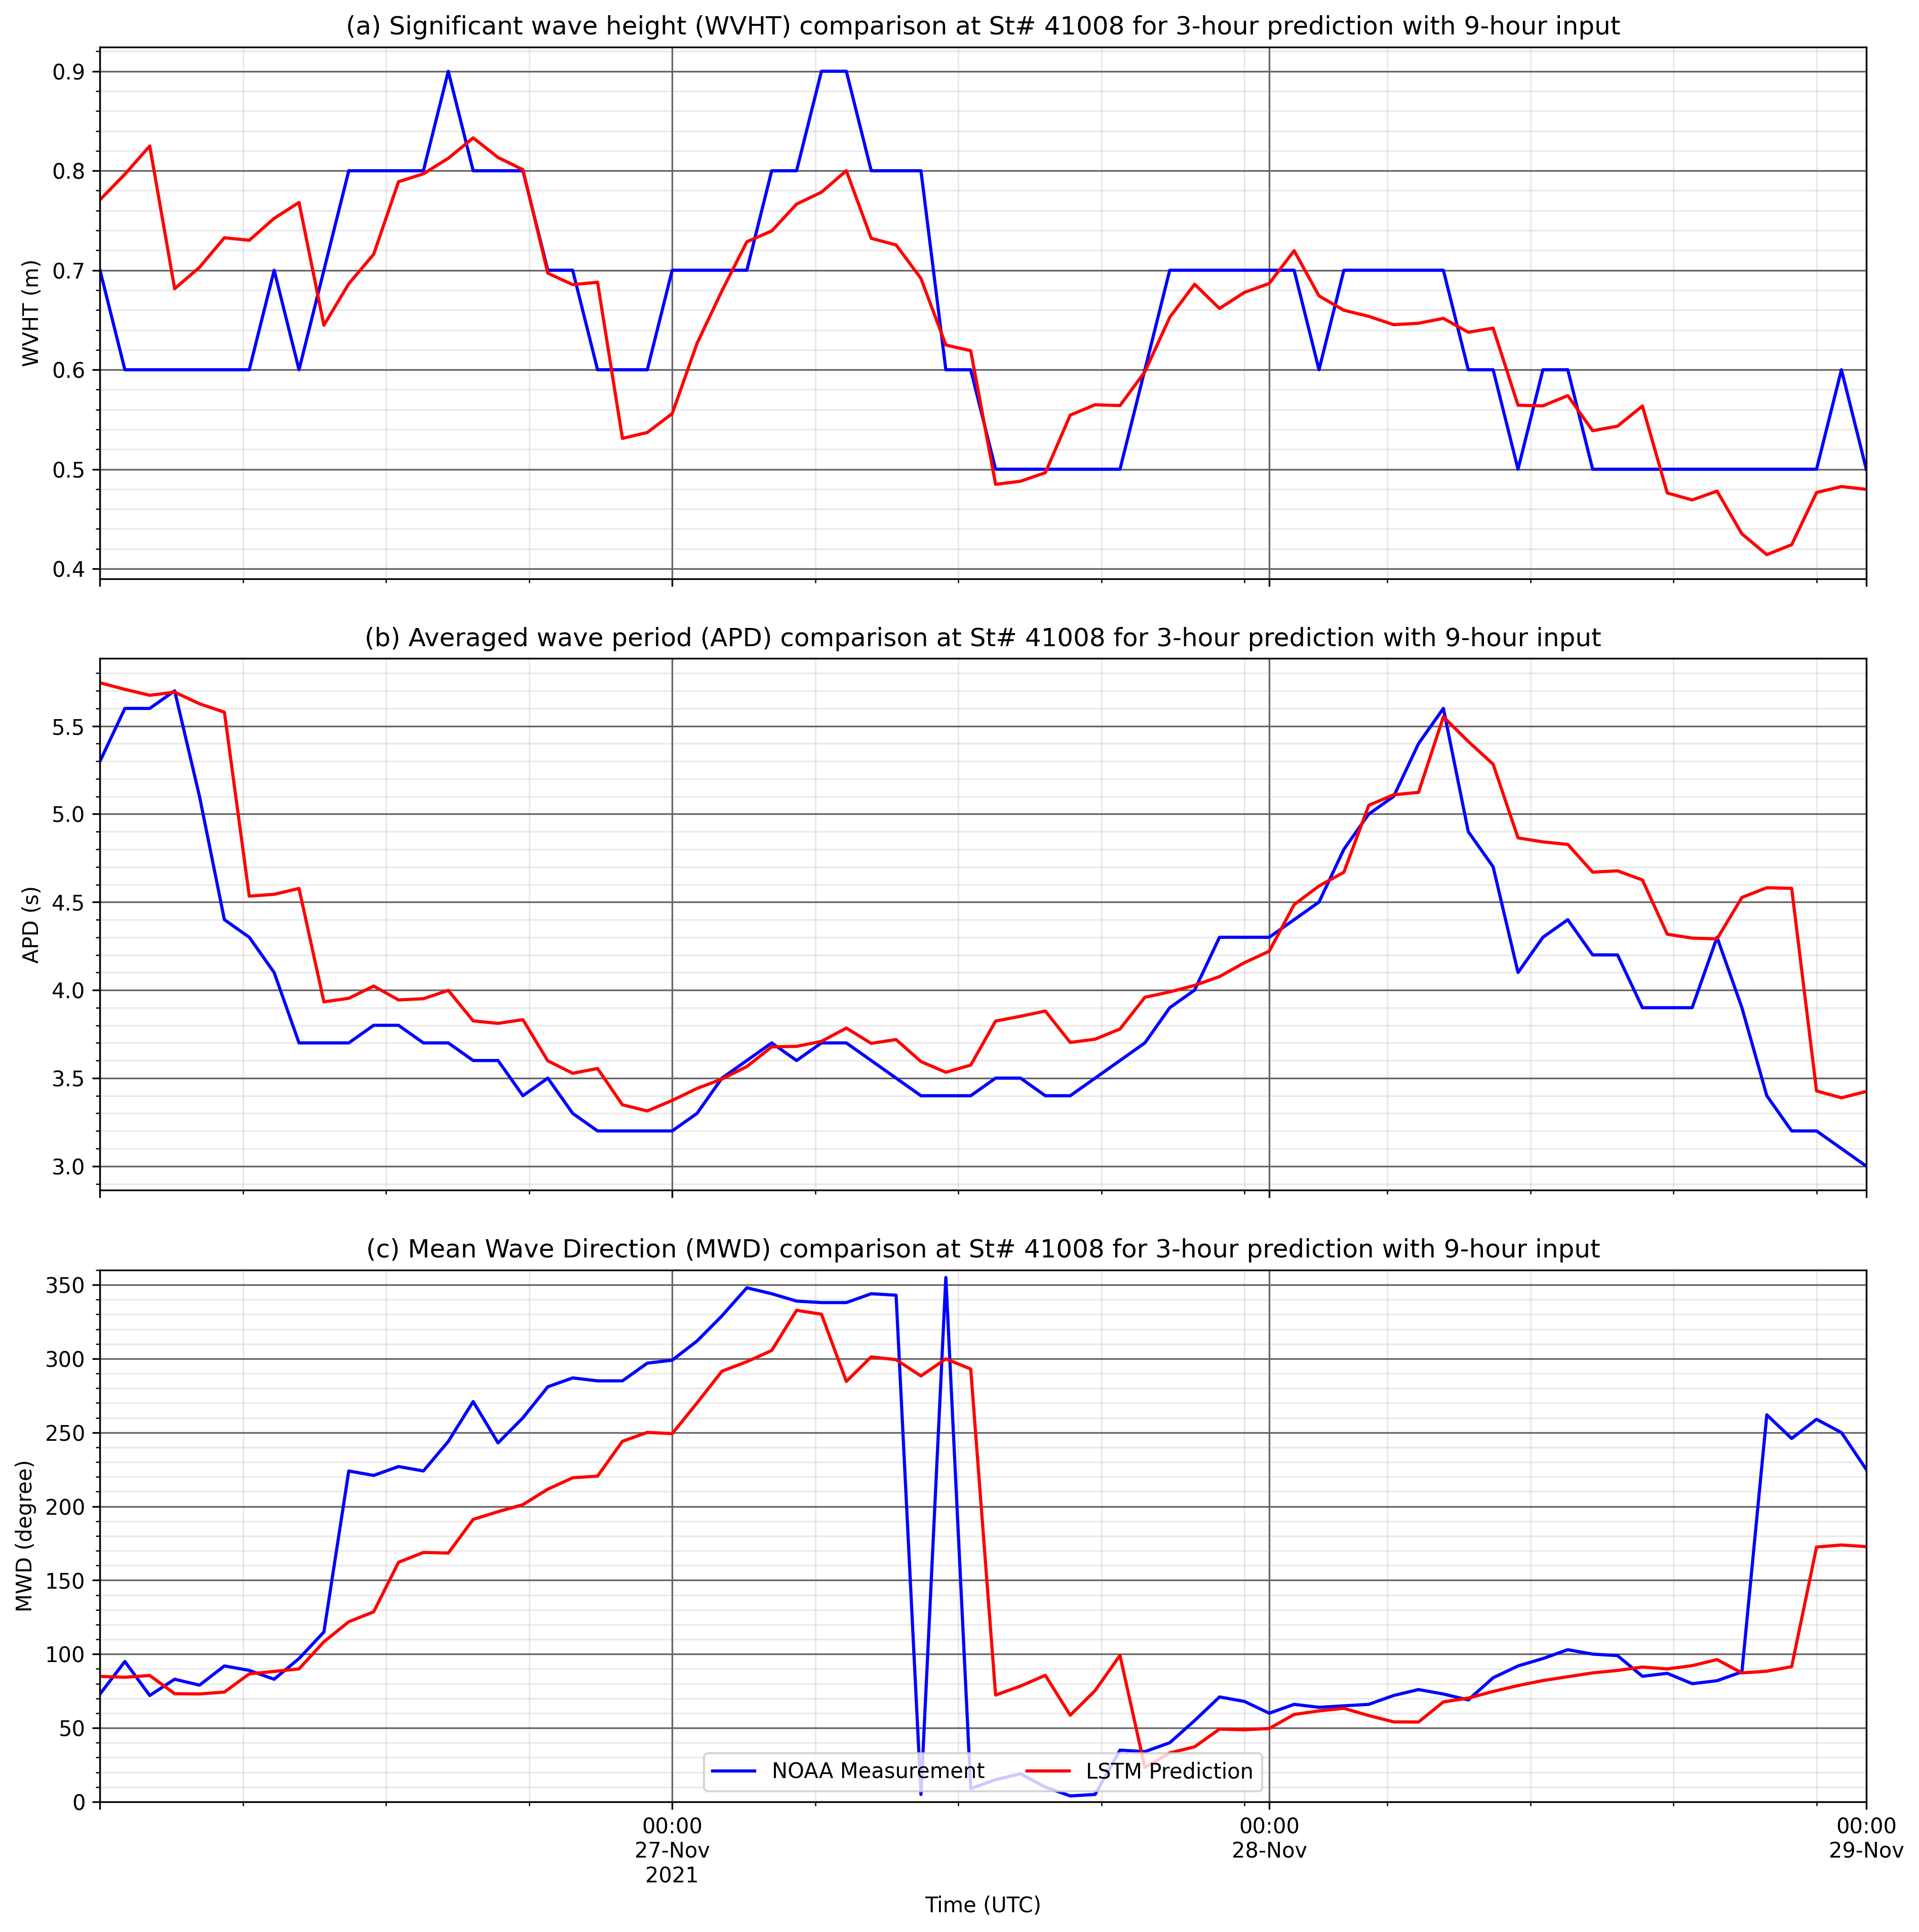 (a) Significant wave height (WVHT) comparison at St# 41008 for 3-hour prediction with 9-hour input
0.9
0.8
0.7
0.6
0.5
0.4
WVHT (m)
(b) Averaged wave period (APD) comparison at St# 41008 for 3-hour prediction with 9-hour input
5.5
5.0
4.5
4.0
3.5
3.0
APD (s)
(c) Mean Wave Direction (MWD) comparison at St# 41008 for 3-hour prediction with 9-hour input
350
300
250
200
150
100
50
0
MWD (degree)
NOAA Measurement LSTM Prediction
00:00 00:00 00:00
27-Nov 28-Nov 29-Nov
2021
Time (UTC)